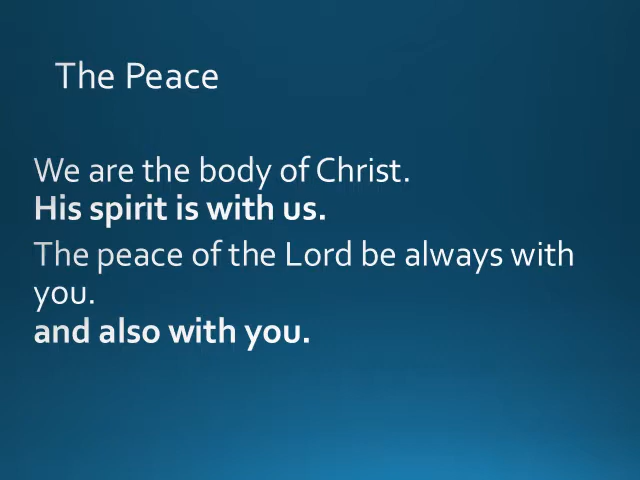 The Peace
We are the body of Christ.
His spirit is with us.
The peace of the Lord be always with
you.
and also with you.